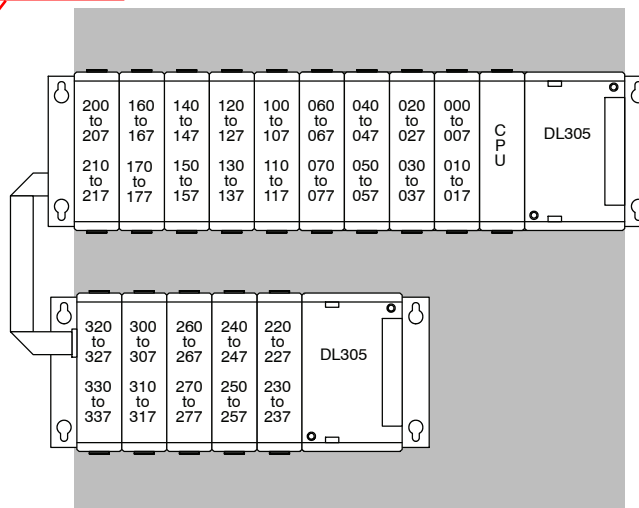 200 to 207
210 to 217
160 to 167
170 to 177
140 to 147
150 to 157
120 to 127
130 to 137
100 to 107
110 to 117
060 to 067
070 to 077
040 to 047
050 to 057
020 to 027
030 to 037
000 to 007
010 to 017
CPU
DL305
320 to 327
330 to 337
300 to 307
310 to 317
260 to 267
270 to 277
240 to 247
250 to 257
220 to 227
230 to 237
DL305